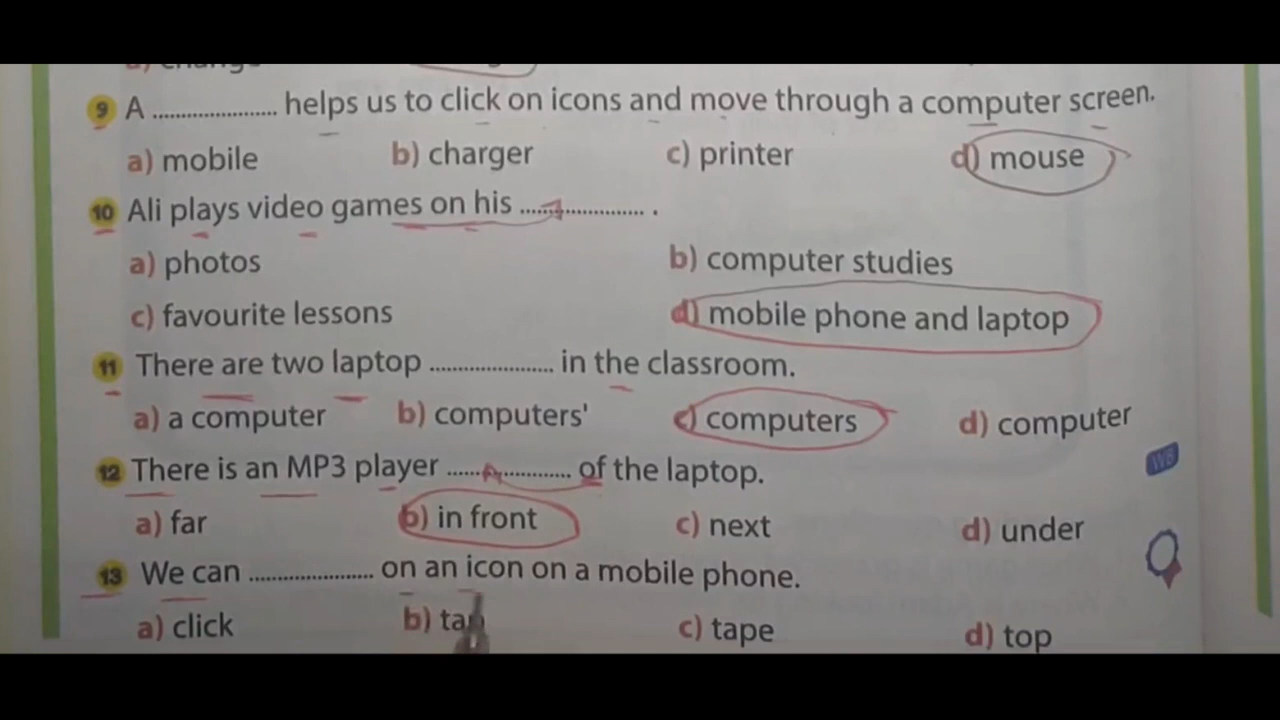 9 A ...................... helps us to click on icons and move through a computer screen.
a) mobile b) charger c) printer d) mouse
10 Ali plays video games on his ...................... .
a) photos b) computer studies
c) favourite lessons d) mobile phone and laptop
11 There are two laptop ...................... in the classroom.
a) a computer b) computers' c) computers d) computer
12 There is an MP3 player ...................... of the laptop.
WB
a) far b) in front c) next d) under
13 We can ...................... on an icon on a mobile phone.
a) click b) tap c) tape d) top